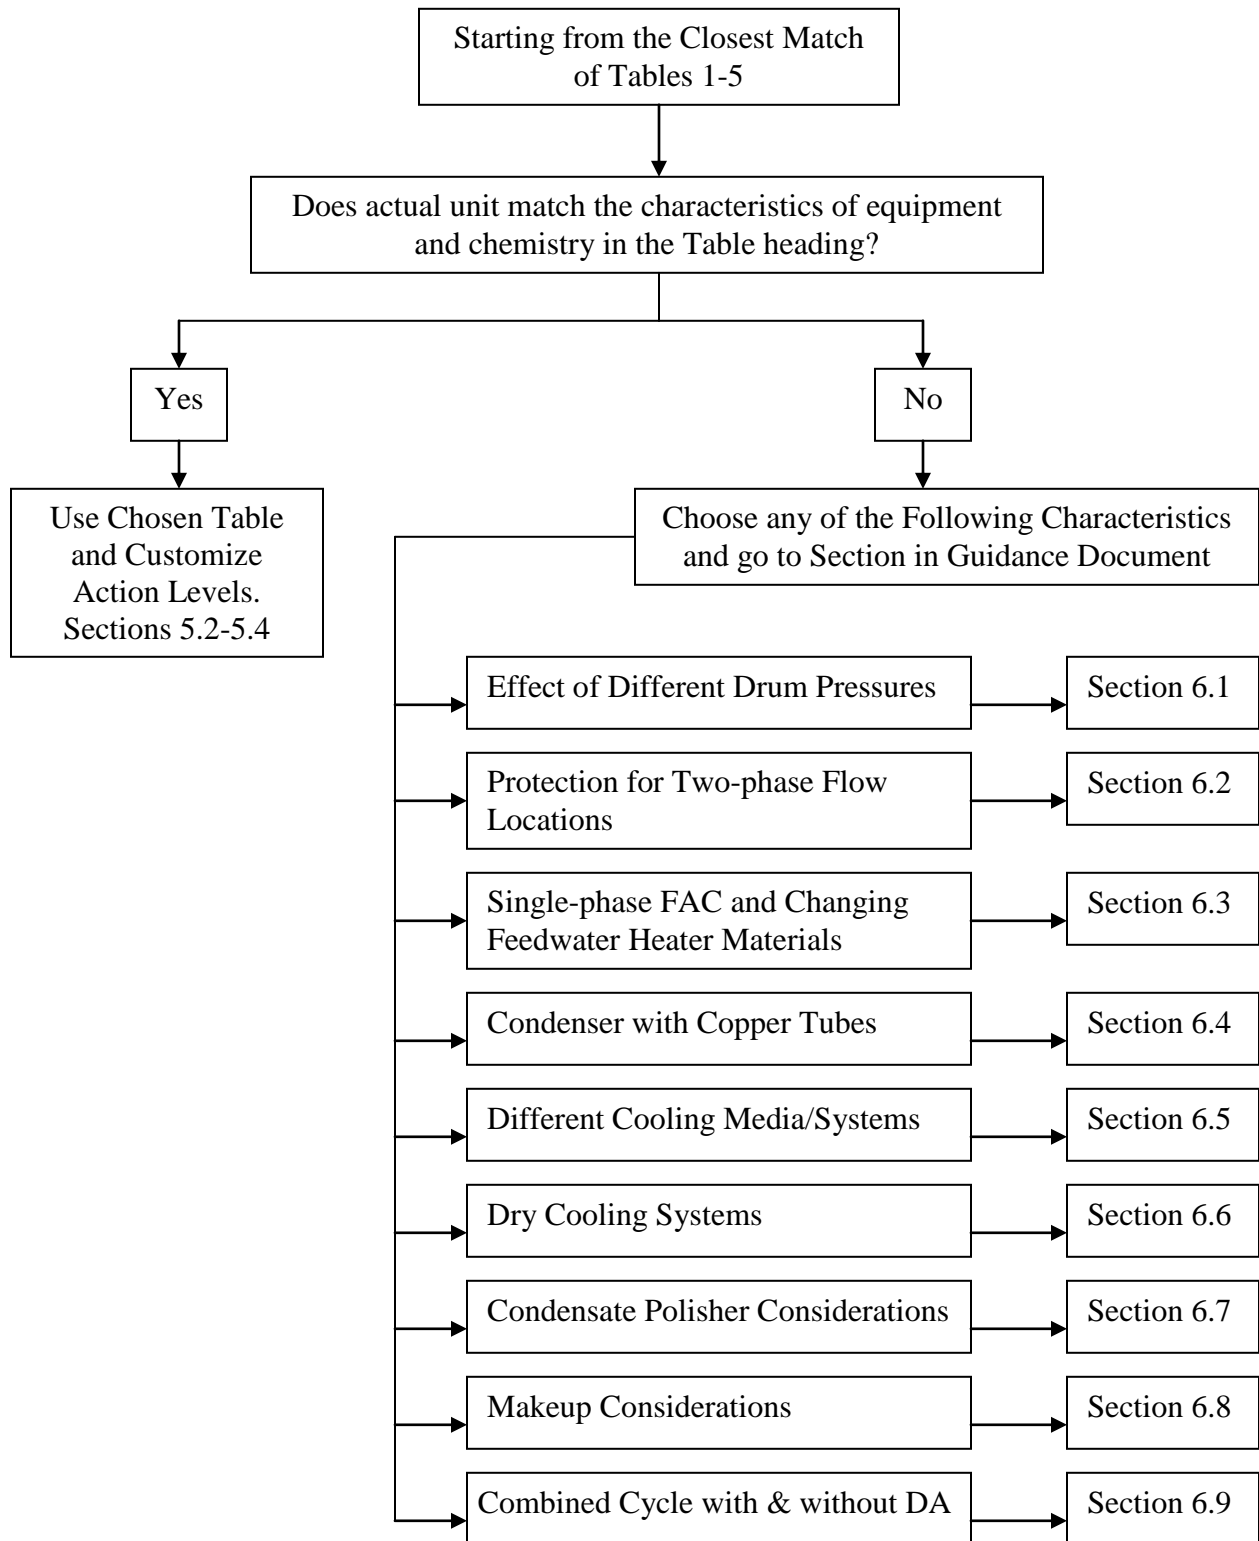 Starting from the Closest Match
of Tables 1-5
Does actual unit match the characteristics of equipment
and chemistry in the Table heading?
Yes
No
Use Chosen Table
and Customize
Action Levels.
Sections 5.2-5.4
Choose any of the Following Characteristics
and go to Section in Guidance Document
Effect of Different Drum Pressures
Section 6.1
Protection for Two-phase Flow
Locations
Section 6.2
Single-phase FAC and Changing
Feedwater Heater Materials
Section 6.3
Condenser with Copper Tubes
Section 6.4
Different Cooling Media/Systems
Section 6.5
Dry Cooling Systems
Section 6.6
Condensate Polisher Considerations
Section 6.7
Makeup Considerations
Section 6.8
Combined Cycle with & without DA
Section 6.9